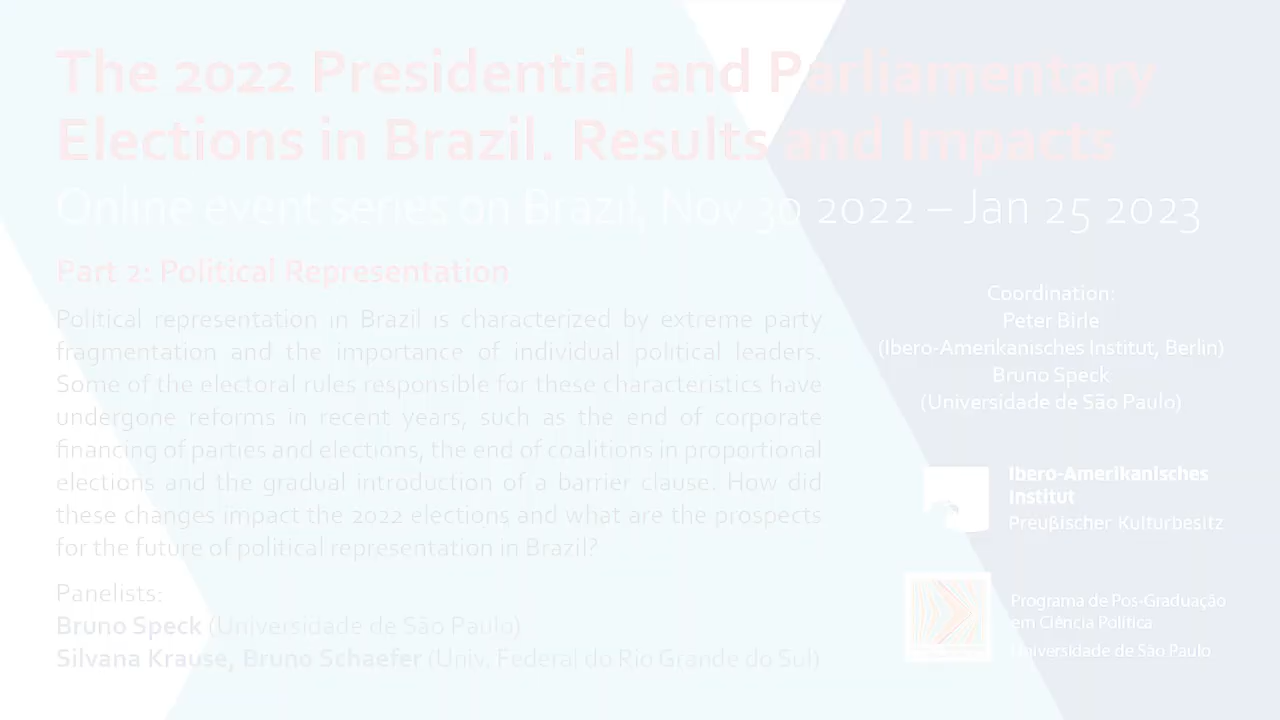 The 2022 Presidential and Parliamentary
Elections in Brazil. Results and Impacts
Online event series on Brazil, Nov 30 2022 – Jan 25 2023
Part 2: Political Representation
Political representation in Brazil is characterized by extreme party
fragmentation and the importance of individual political leaders.
Some of the electoral rules responsible for these characteristics have
undergone reforms in recent years, such as the end of corporate
financing of parties and elections, the end of coalitions in proportional
elections and the gradual introduction of a barrier clause. How did
these changes impact the 2022 elections and what are the prospects
for the future of political representation in Brazil?
Panelists:
Bruno Speck (Universidade de São Paulo)
Silvana Krause, Bruno Schaefer (Univ. Federal do Rio Grande do Sul)
Coordination:
Peter Birle
(Ibero-Amerikanisches Institut, Berlin)
Bruno Speck
(Universidade de São Paulo)
Ibero-Amerikanisches
Institut
Preußischer Kulturbesitz
Programa de Pos-Graduação
em Ciência Politica
Universidade de São Paulo